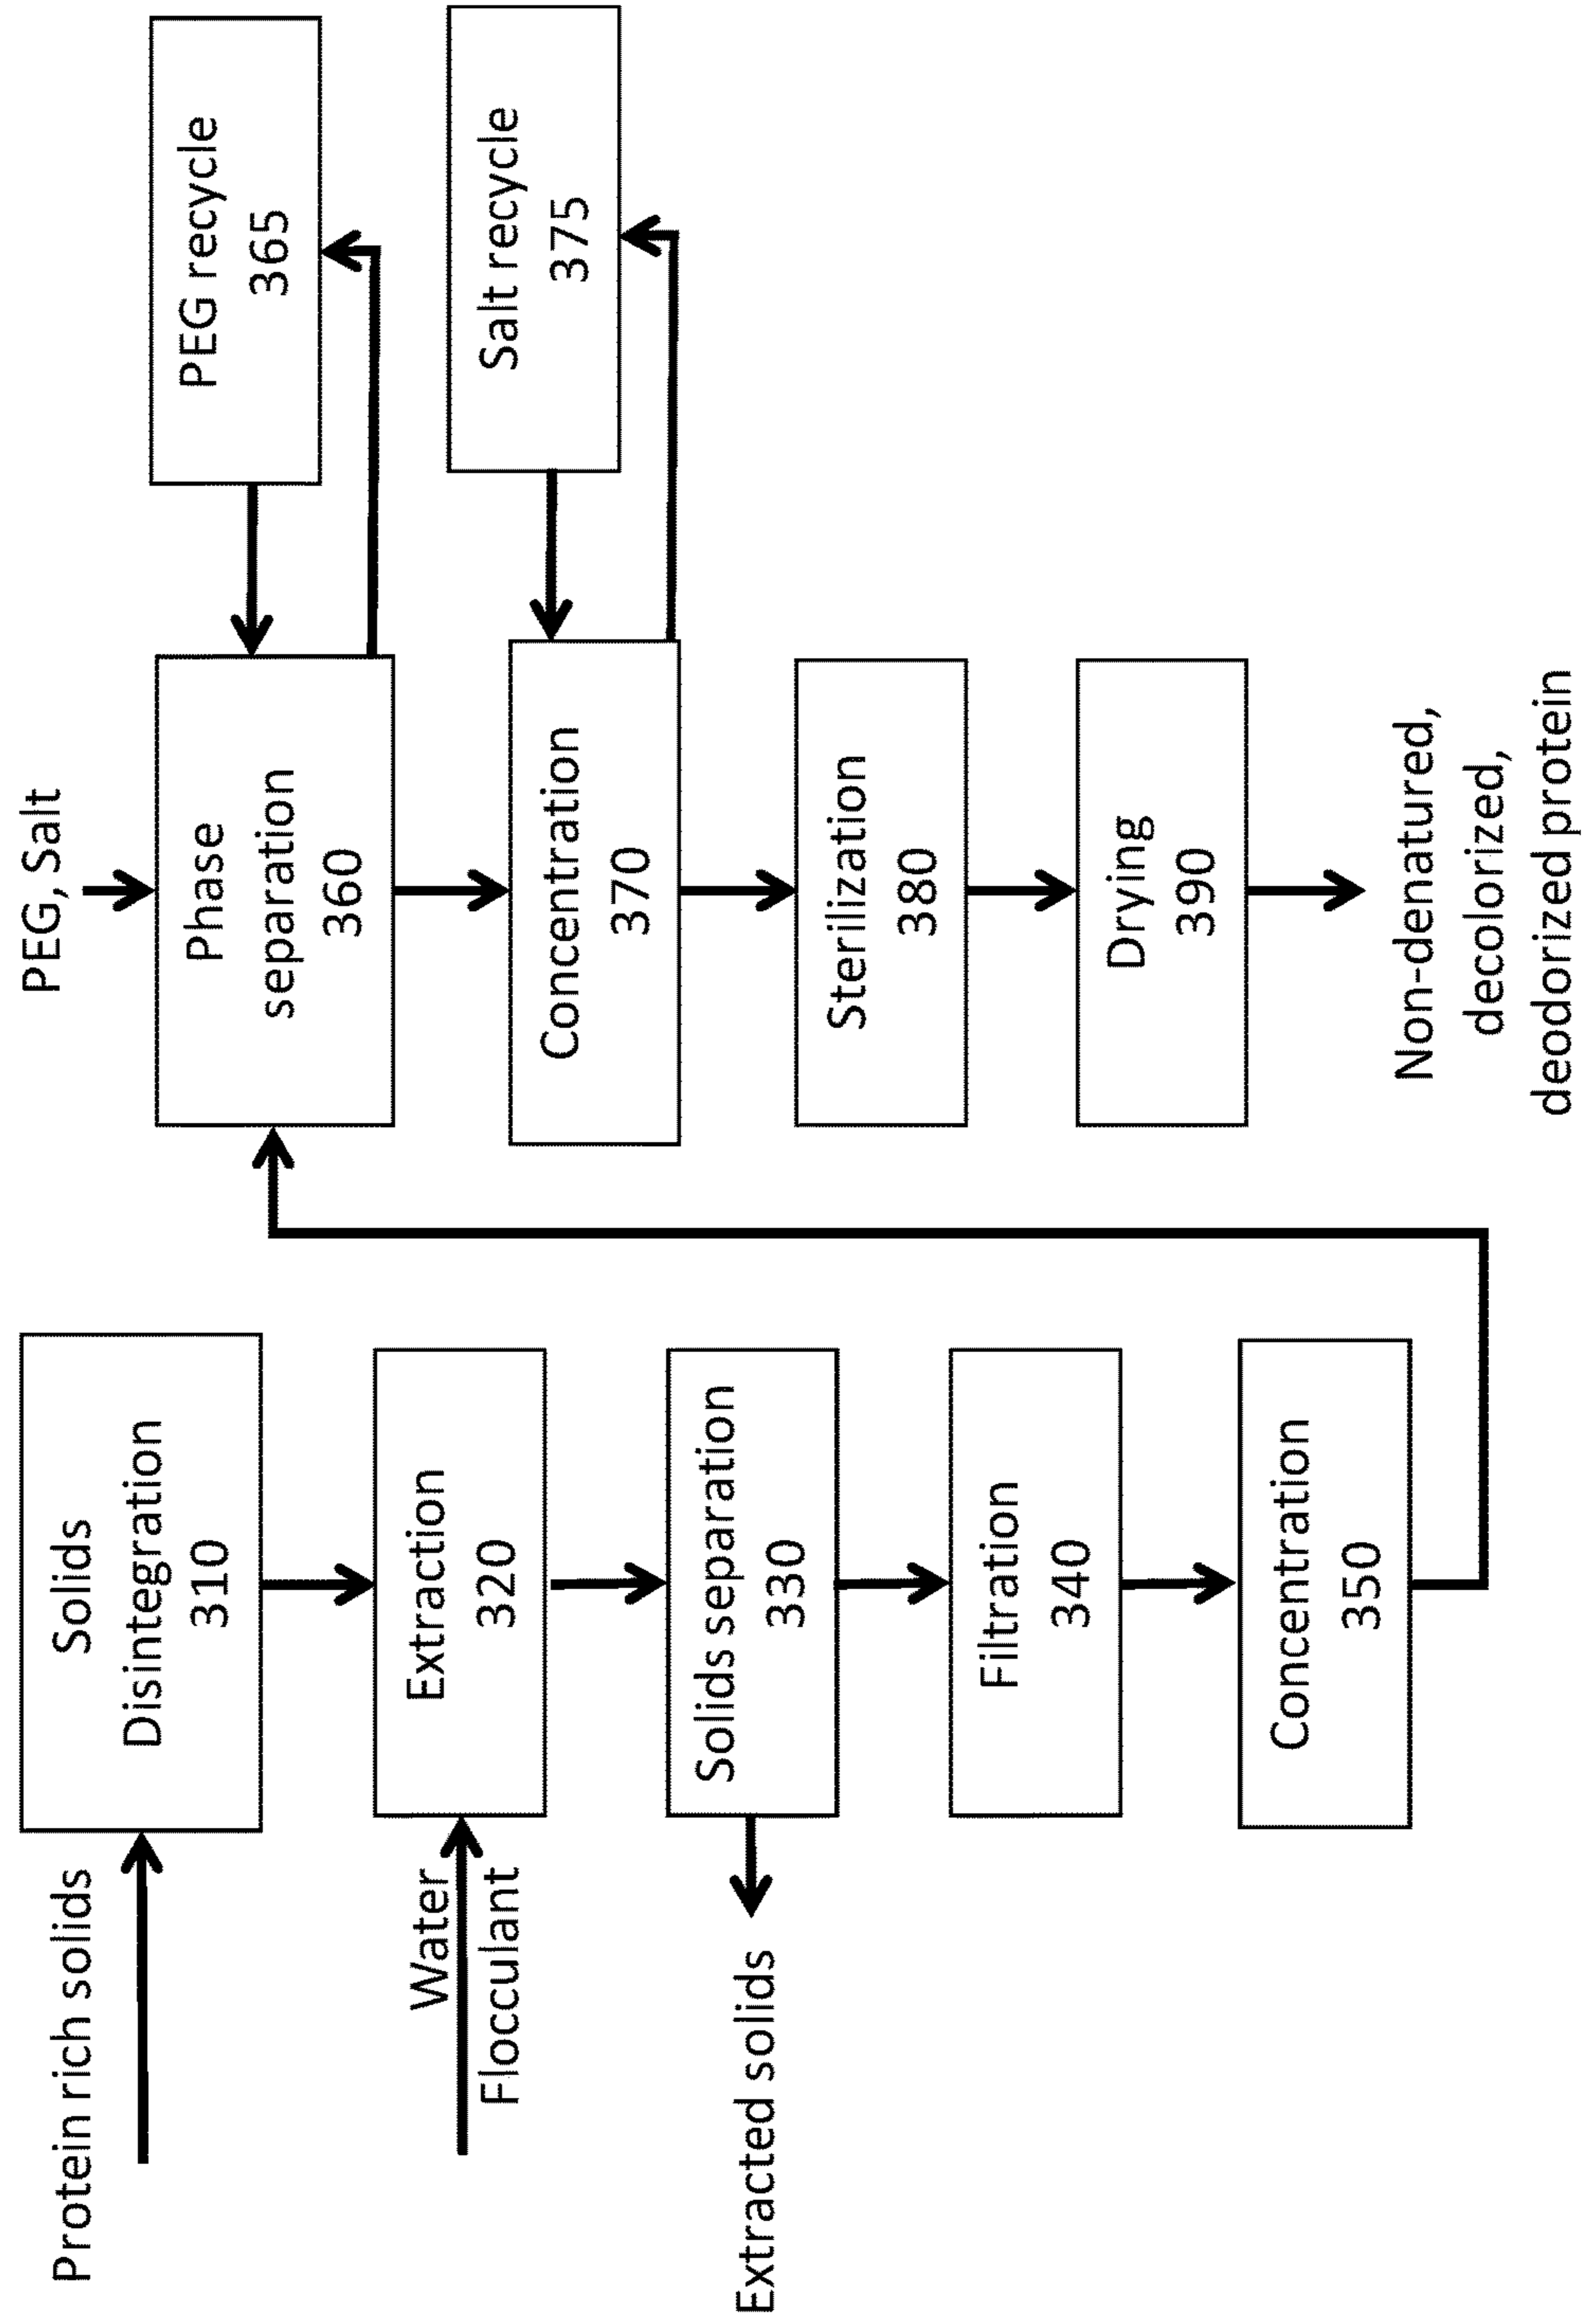 Protein rich solids
Solids
Disintegration
310
Water
Flocculant
Extraction
320
Extracted solids
Solids separation
330
Filtration
340
Concentration
350
PEG, Salt
Phase
separation
360
PEG recycle
365
Concentration
370
Salt recycle
375
Sterilization
380
Drying
390
Non-denatured,
decolorized,
deodorized protein